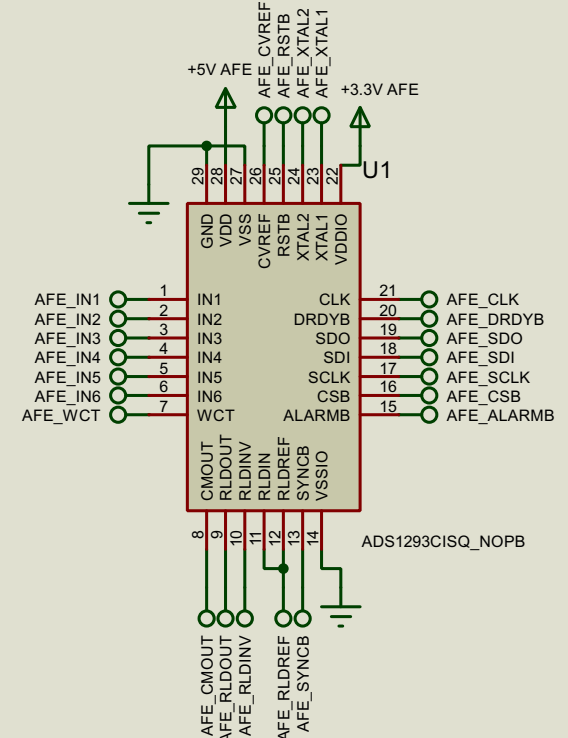 AFE_CVREF
AFE_RSTB
AFE_XTAL2
AFE_XTAL1
+5V AFE
+3.3V AFE
U1
29
28
27
26
25
24
23
22
GND
VDD
VSS
CVREF
RSTB
XTAL2
XTAL1
VDDIO
AFE_IN1 1 IN1 CLK 21 AFE_CLK
AFE_IN2 2 IN2 DRDYB 20 AFE_DRDYB
AFE_IN3 3 IN3 SDO 19 AFE_SDO
AFE_IN4 4 IN4 SDI 18 AFE_SDI
AFE_IN5 5 IN5 SCLK 17 AFE_SCLK
AFE_IN6 6 IN6 CSB 16 AFE_CSB
AFE_WCT 7 WCT ALARMB 15 AFE_ALARMB
CMOUT
RLDOUT
RLDINV
RLDIN
RLDREF
SYNCB
VSSIO
8
9
10
11
12
13
14
ADS1293CISQ_NOPB
AFE_CMOUT
AFE_RLDOUT
AFE_RLDINV
AFE_RLDREF
AFE_SYNCB